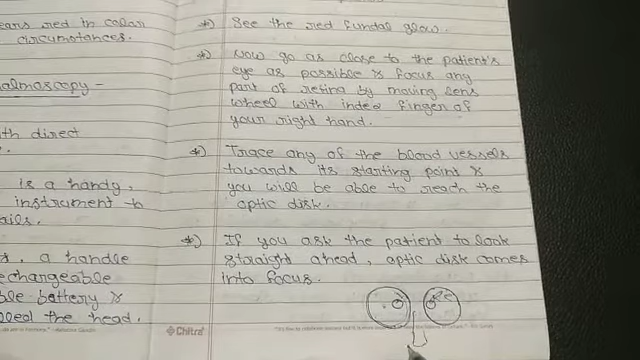 ears red in colour
circumstances.
almoscopy -
th direct
is a handy,
instrument to
ails.
, a handle
echangeable
ble battery &
lled the head.
*) See the red fundal glow.
*) Now go as close to the patient's
eye as possible & focus any
part of retina by moving lens
wheel with index finger of
your right hand.
*) Trace any of the blood vessels
towards its starting point &
you will be able to reach the
optic disk.
*) If you ask the patient to look
straight ahead, optic disk comes
into focus.
Chitra